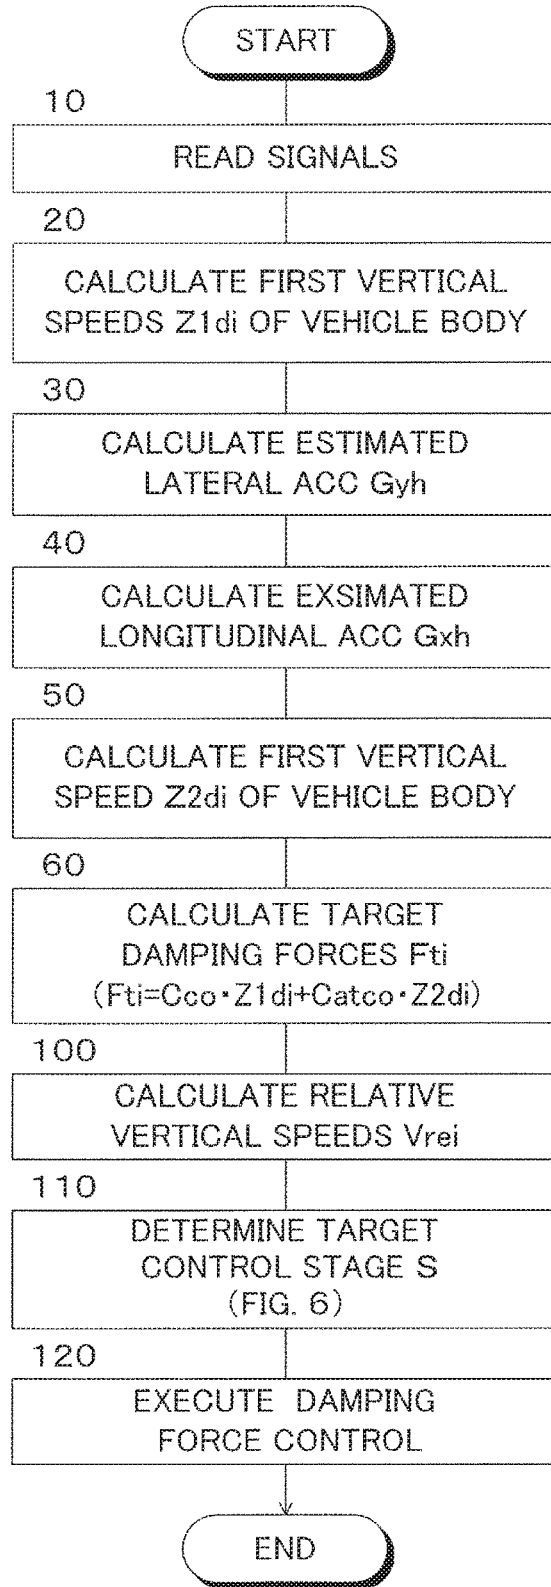 START
10
READ SIGNALS
20
CALCULATE FIRST VERTICAL
SPEEDS Z1di OF VEHICLE BODY
30
CALCULATE ESTIMATED
LATERAL ACC Gyh
40
CALCULATE EXSIMATED
LONGITUDINAL ACC Gxh
50
CALCULATE FIRST VERTICAL
SPEED Z2di OF VEHICLE BODY
60
CALCULATE TARGET
DAMPING FORCES Fti
(Fti=Cco・Z1di+Catco・Z2di)
100
CALCULATE RELATIVE
VERTICAL SPEEDS Vrei
110
DETERMINE TARGET
CONTROL STAGE S
(FIG. 6)
120
EXECUTE DAMPING
FORCE CONTROL
END